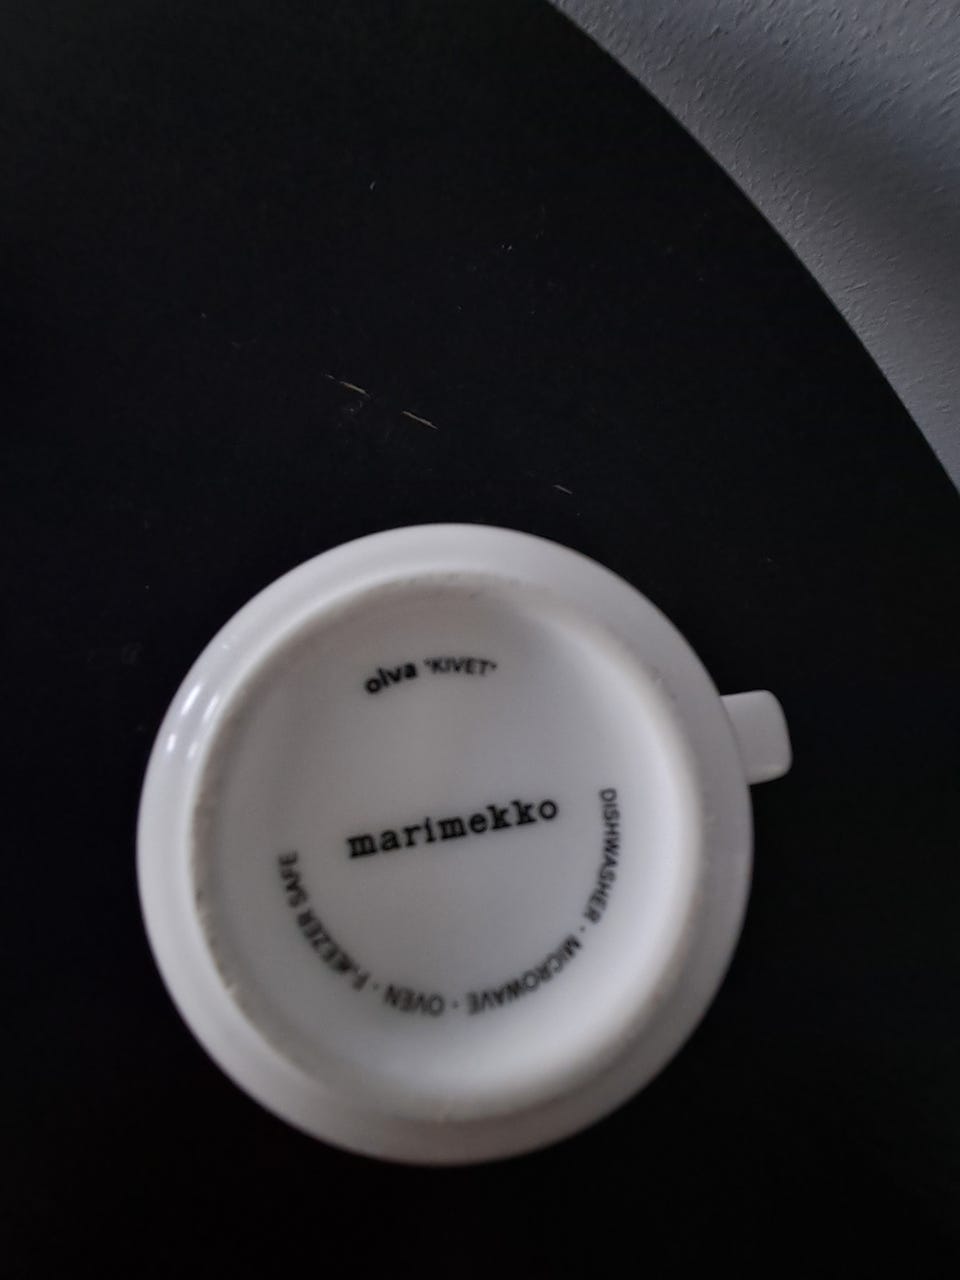 oiva "KIVET"
marimekko
DISHWASHER - MICROWAVE - OVEN - FREEZER SAFE